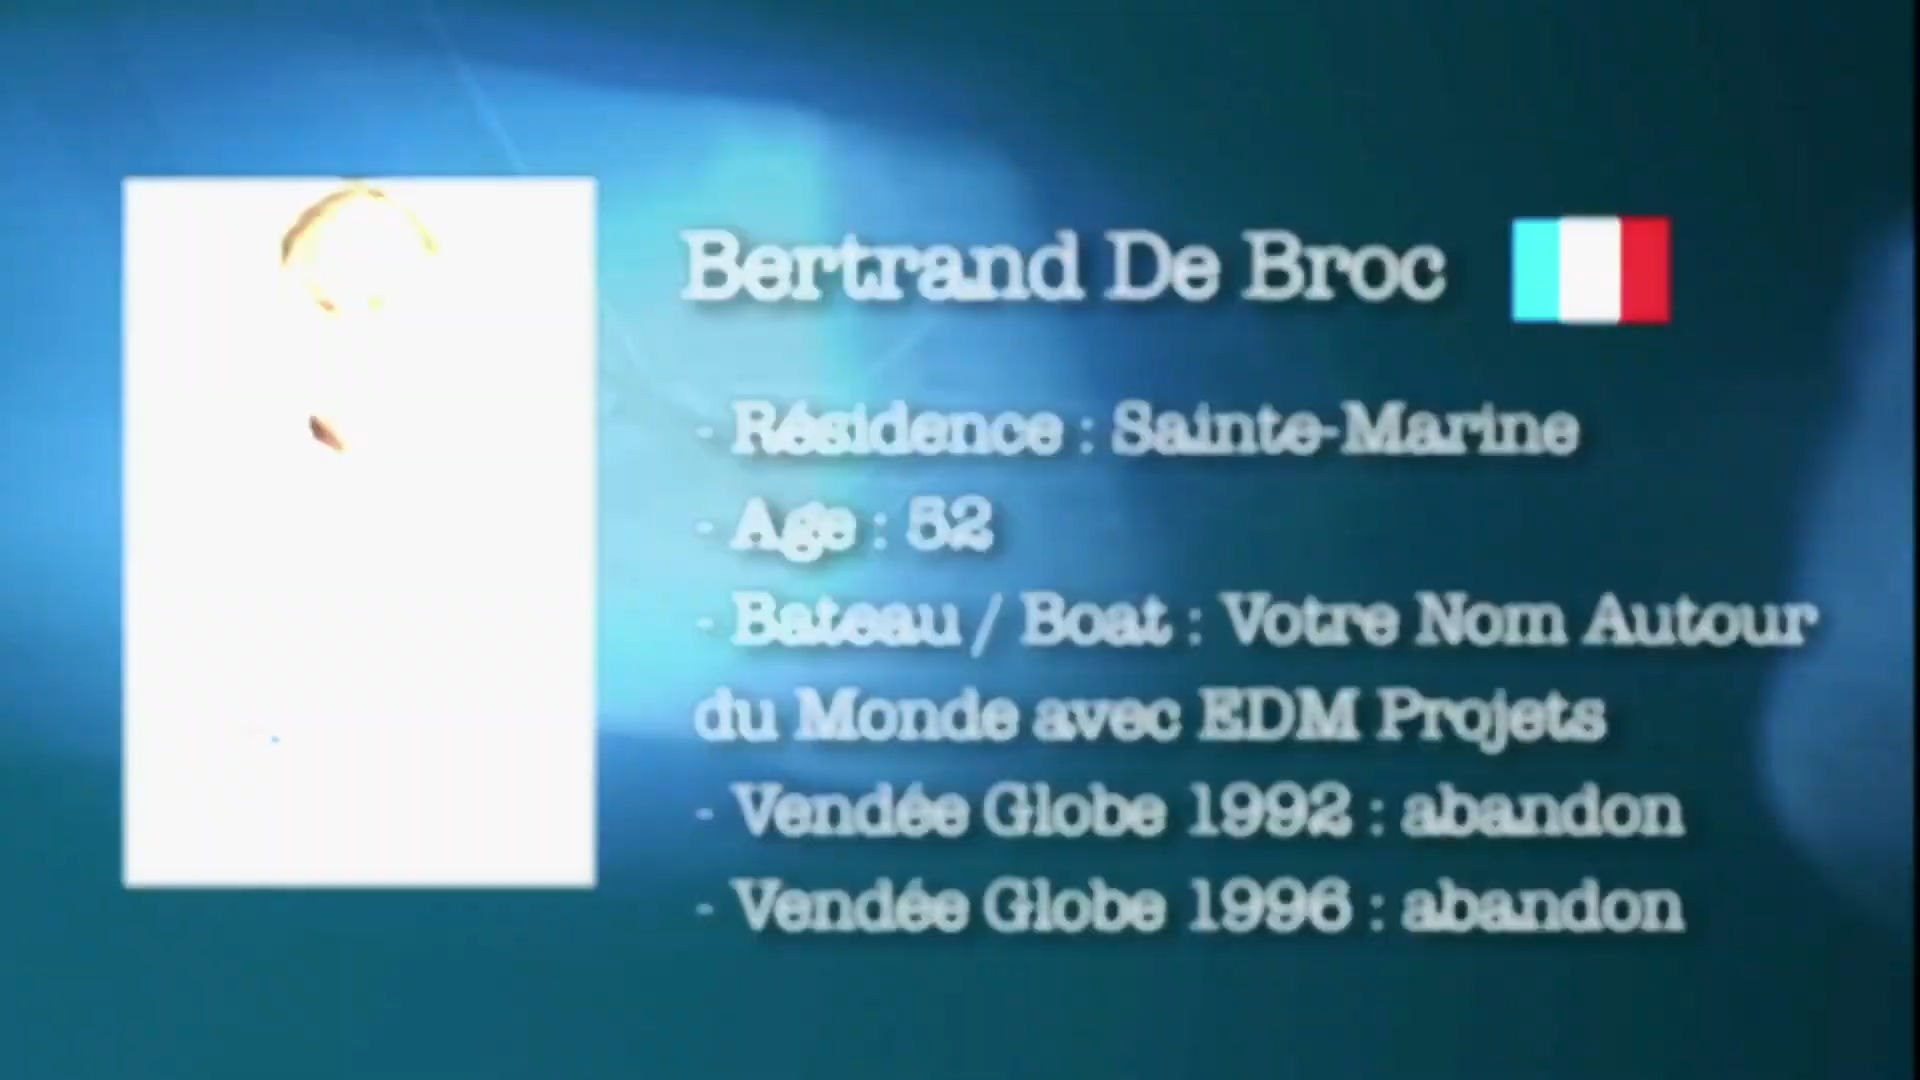 Bertrand De Broc
- Résidence : Sainte-Marine
- Age : 52
- Bateau / Boat : Votre Nom Autour
du Monde avec EDM Projets
- Vendée Globe 1992 : abandon
- Vendée Globe 1996 : abandon